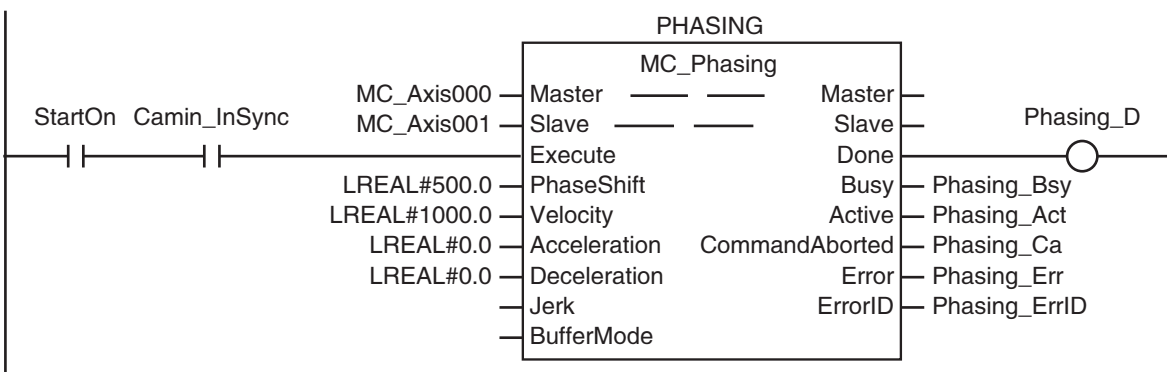 PHASING
MC_Phasing
MC_Axis000 Master Master
StartOn Camin_InSync MC_Axis001 Slave Slave Phasing_D
Execute Done
LREAL#500.0 PhaseShift Busy Phasing_Bsy
LREAL#1000.0 Velocity Active Phasing_Act
LREAL#0.0 Acceleration CommandAborted Phasing_Ca
LREAL#0.0 Deceleration Error Phasing_Err
Jerk ErrorID Phasing_ErrID
BufferMode